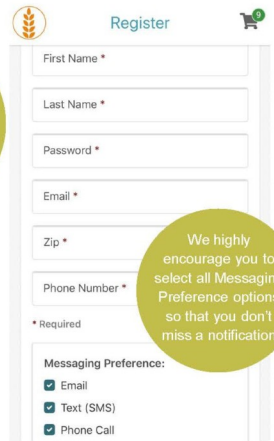 Register
9
First Name *
Last Name *
Password *
Email *
Zip *
Phone Number *
* Required
Messaging Preference:
Email
Text (SMS)
Phone Call
We highly
encourage you to
select all Messaging
Preference options
so that you don't
miss a notification